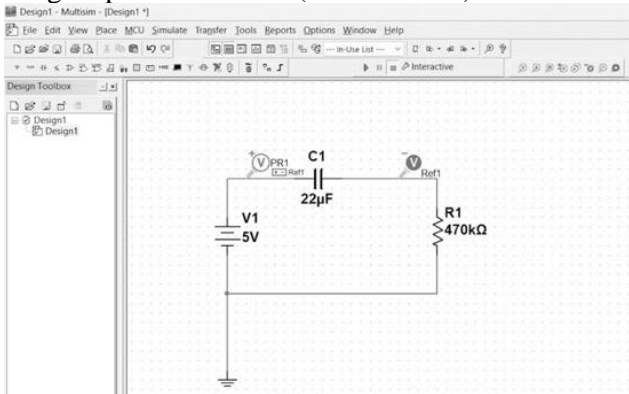 Design1 - Multisim - [Design1 *]
File Edit View Place MCU Simulate Transfer Tools Reports Options Window Help
--- In-Use List ---
Interactive
Design Toolbox
Design1
Design1
PR1
Ref1
C1
22μF
Ref1
V1
5V
R1
470kΩ